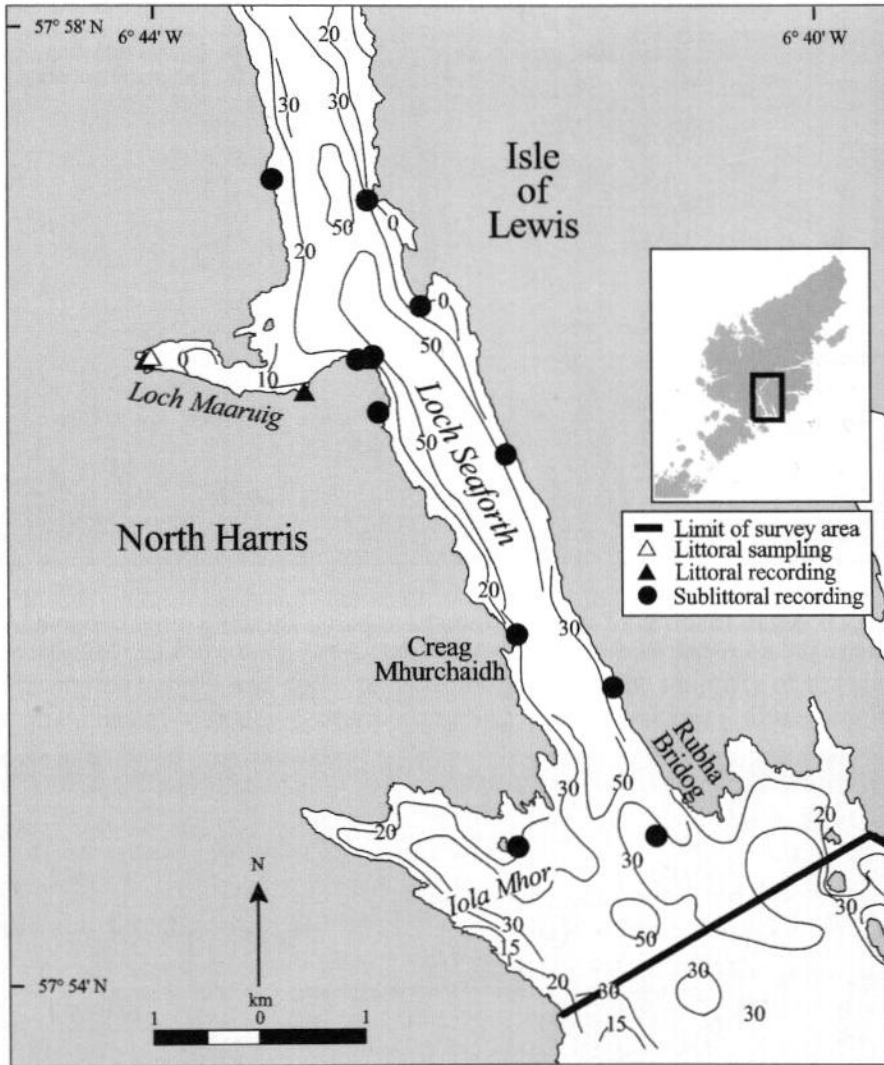 57° 58' N
6° 44' W
6° 40' W
20
30
30
Isle
of
Lewis
50
0
20
0
50
0
10
Loch Maaruig
50
Loch Seaforth
North Harris
Limit of survey area
Littoral sampling
Littoral recording
Sublittoral recording
20
30
Creag
Mhurchaidh
Rubha
Bridog
30
50
20
20
30
Iola Mhor
30
30
15
50
N
57° 54' N
20
30
30
30
15
km
1
0
1